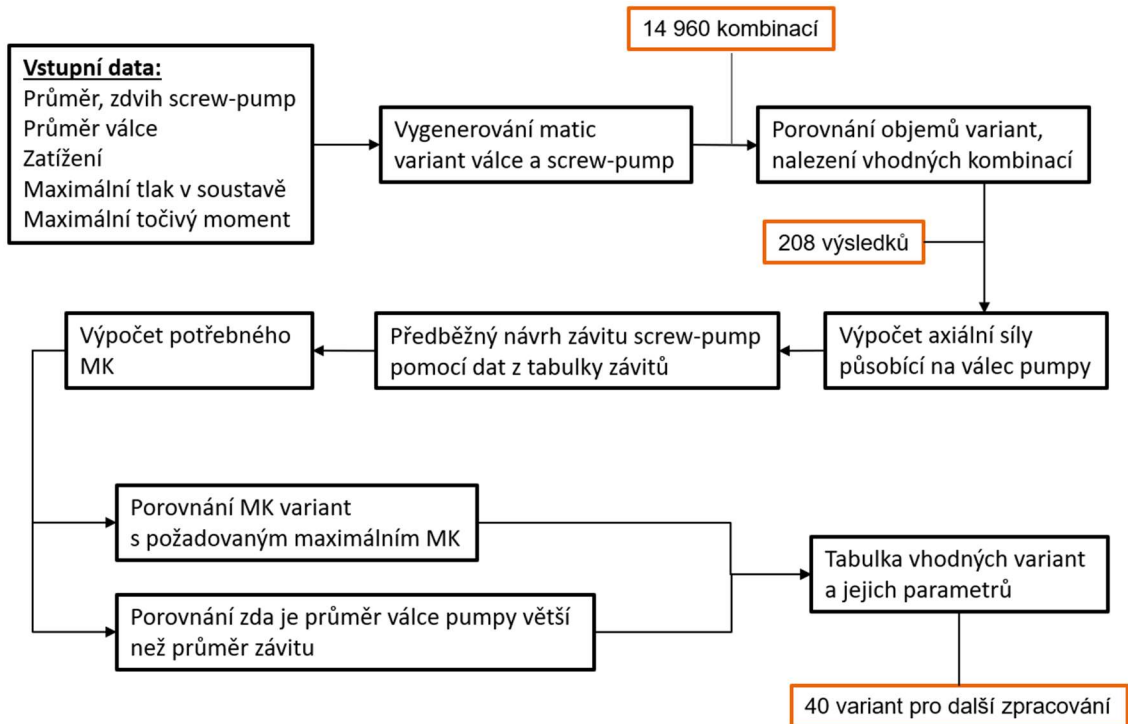 14 960 kombinací
Vstupní data:
Průměr, zdvih screw-pump
Průměr válce
Zatížení
Maximální tlak v soustavě
Maximální točivý moment
Vygenerování matic
variant válce a screw-pump
Porovnání objemů variant,
nalezení vhodných kombinací
208 výsledků
Výpočet axiální síly
působící na válec pumpy
Předběžný návrh závitu screw-pump
pomocí dat z tabulky závitů
Výpočet potřebného
MK
Porovnání MK variant
s požadovaným maximálním MK
Porovnání zda je průměr válce pumpy větší
než průměr závitu
Tabulka vhodných variant
a jejich parametrů
40 variant pro další zpracování